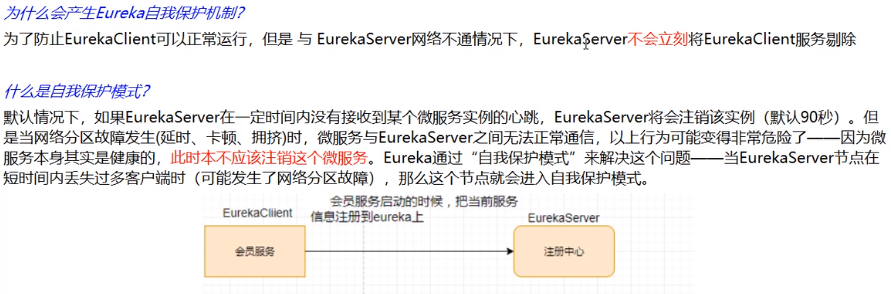 为什么会产生Eureka自我保护机制?
为了防止EurekaClient可以正常运行，但是 与 EurekaServer网络不通情况下，EurekaServer不会立刻将EurekaClient服务剔除
什么是自我保护模式?
默认情况下，如果EurekaServer在一定时间内没有接收到某个微服务实例的心跳，EurekaServer将会注销该实例（默认90秒）。但
是当网络分区故障发生(延时、卡顿、拥挤)时，微服务与EurekaServer之间无法正常通信，以上行为可能变得非常危险了——因为微
服务本身其实是健康的，此时本不应该注销这个微服务。Eureka通过“自我保护模式”来解决这个问题——当EurekaServer节点在
短时间内丢失过多客户端时（可能发生了网络分区故障），那么这个节点就会进入自我保护模式。
会员服务启动的时候，把当前服务
信息注册到eureka上
EurekaCliient
EurekaServer
会员服务
注册中心